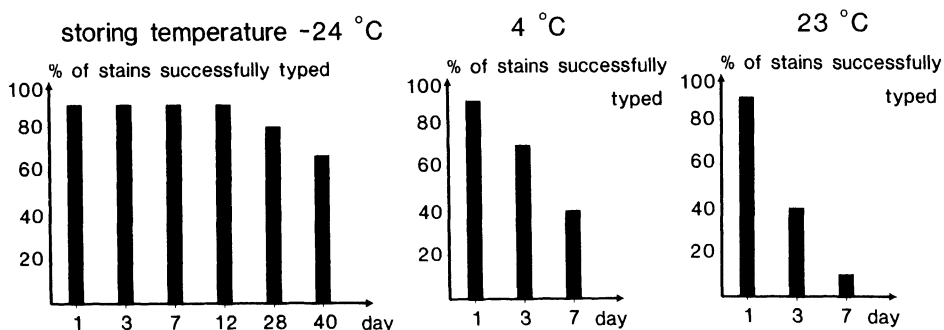 storing temperature -24 °C
% of stains successfully typed
100
80
60
40
20
1 3 7 12 28 40 day
4 °C
% of stains successfully
typed
100
80
60
40
20
1 3 7 day
23 °C
% of stains successfully
typed
100
80
60
40
20
1 3 7 day